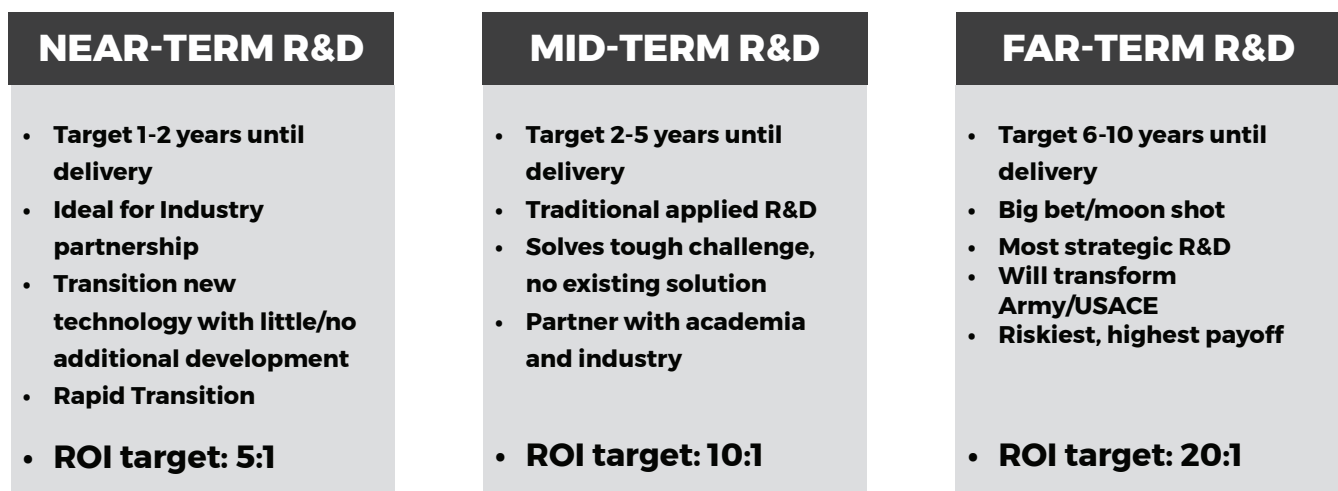 NEAR-TERM R&D
• Target 1-2 years until
delivery
• Ideal for Industry
partnership
• Transition new
technology with little/no
additional development
• Rapid Transition
• ROI target: 5:1
MID-TERM R&D
• Target 2-5 years until
delivery
• Traditional applied R&D
• Solves tough challenge,
no existing solution
• Partner with academia
and industry
• ROI target: 10:1
FAR-TERM R&D
• Target 6-10 years until
delivery
• Big bet/moon shot
• Most strategic R&D
• Will transform
Army/USACE
• Riskiest, highest payoff
• ROI target: 20:1